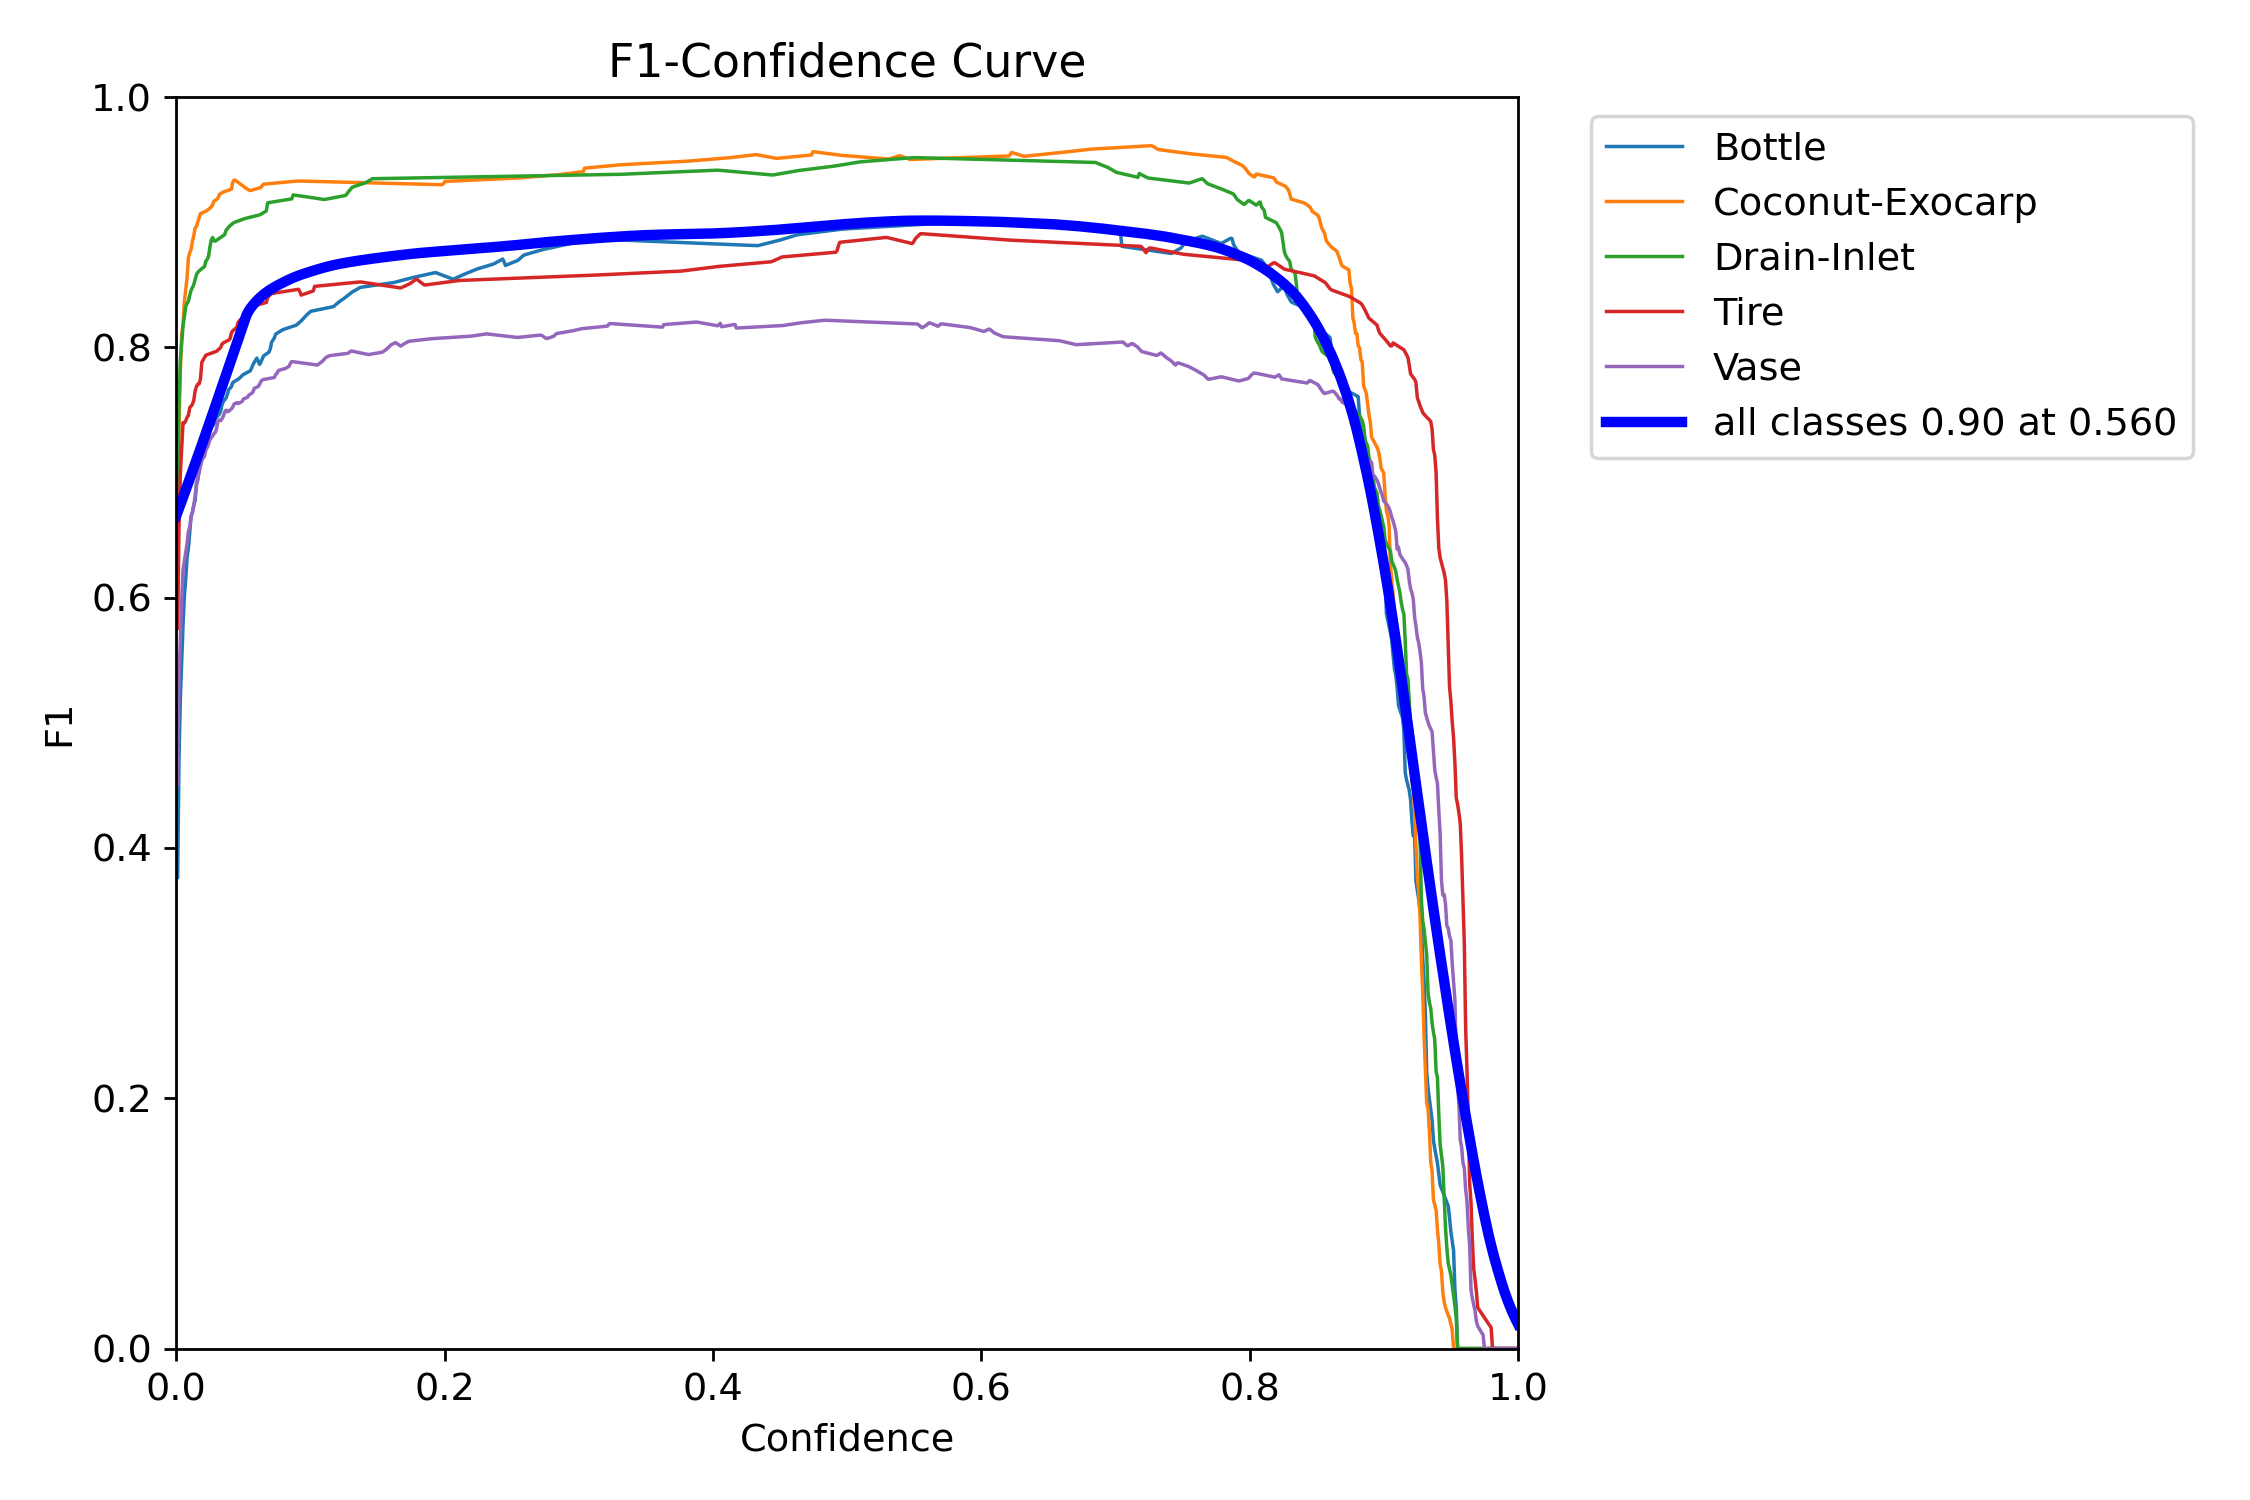 F1-Confidence Curve
1.0
0.8
0.6
0.4
0.2
0.0
F1
0.0 0.2 0.4 0.6 0.8 1.0
Confidence
Bottle
Coconut-Exocarp
Drain-Inlet
Tire
Vase
all classes 0.90 at 0.560